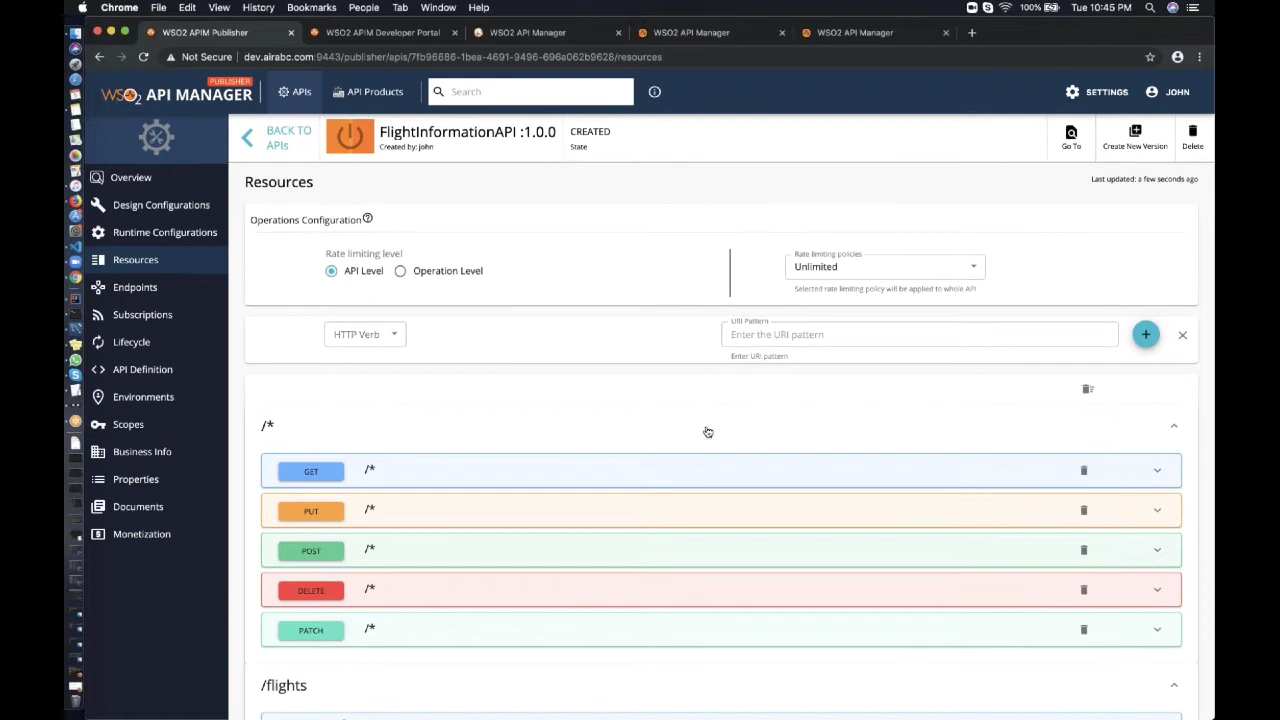 Chrome File Edit View History Bookmarks People Tab Window Help 100% Tue 10:45 PM
WSO2 APIM Publisher
WSO2 APIM Developer Portal
WSO2 API Manager
WSO2 API Manager
WSO2 API Manager
Not Secure | dev.airabc.com:9443/publisher/apis/7fb96686-1bea-4691-9496-696a062b9628/resources
PUBLISHER
WSO2 API MANAGER
APIs
API Products
Search
SETTINGS
JOHN
BACK TO APIs
FlightInformationAPI :1.0.0
Created by: john
CREATED
State
Go To
Create New Version
Delete
Overview
Design Configurations
Runtime Configurations
Resources
Endpoints
Subscriptions
Lifecycle
API Definition
Environments
Scopes
Business Info
Properties
Documents
Monetization
Resources
Last updated: a few seconds ago
Operations Configuration
Rate limiting level
API Level
Operation Level
Rate limiting policies
Unlimited
Selected rate limiting policy will be applied to whole API
HTTP Verb
URI Pattern
Enter the URI pattern
Enter URI pattern
/*
GET /*
PUT /*
POST /*
DELETE /*
PATCH /*
/flights